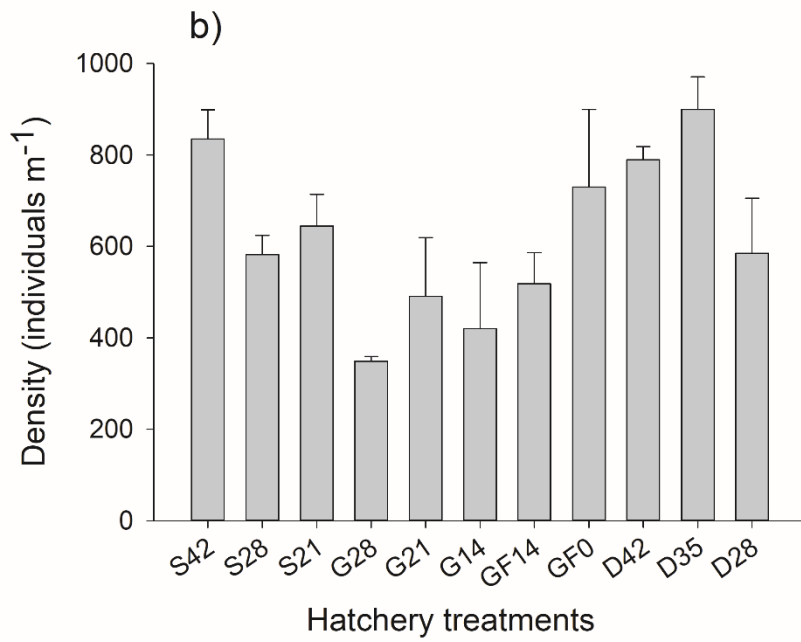 b)
Density (individuals m-1)
1000
800
600
400
200
0
S42 S28 S21 G28 G21 G14 GF14 GF0 D42 D35 D28
Hatchery treatments